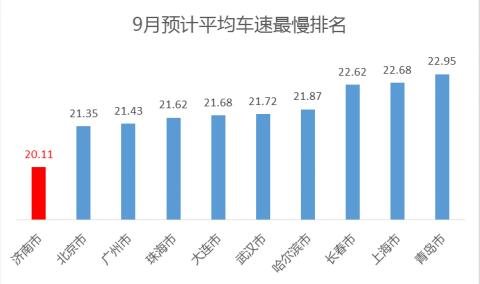 9月预计平均车速最慢排名
20.11
21.35
21.43
21.62
21.68
21.72
21.87
22.62
22.68
22.95
济南市
北京市
广州市
珠海市
大连市
武汉市
哈尔滨市
长春市
上海市
青岛市